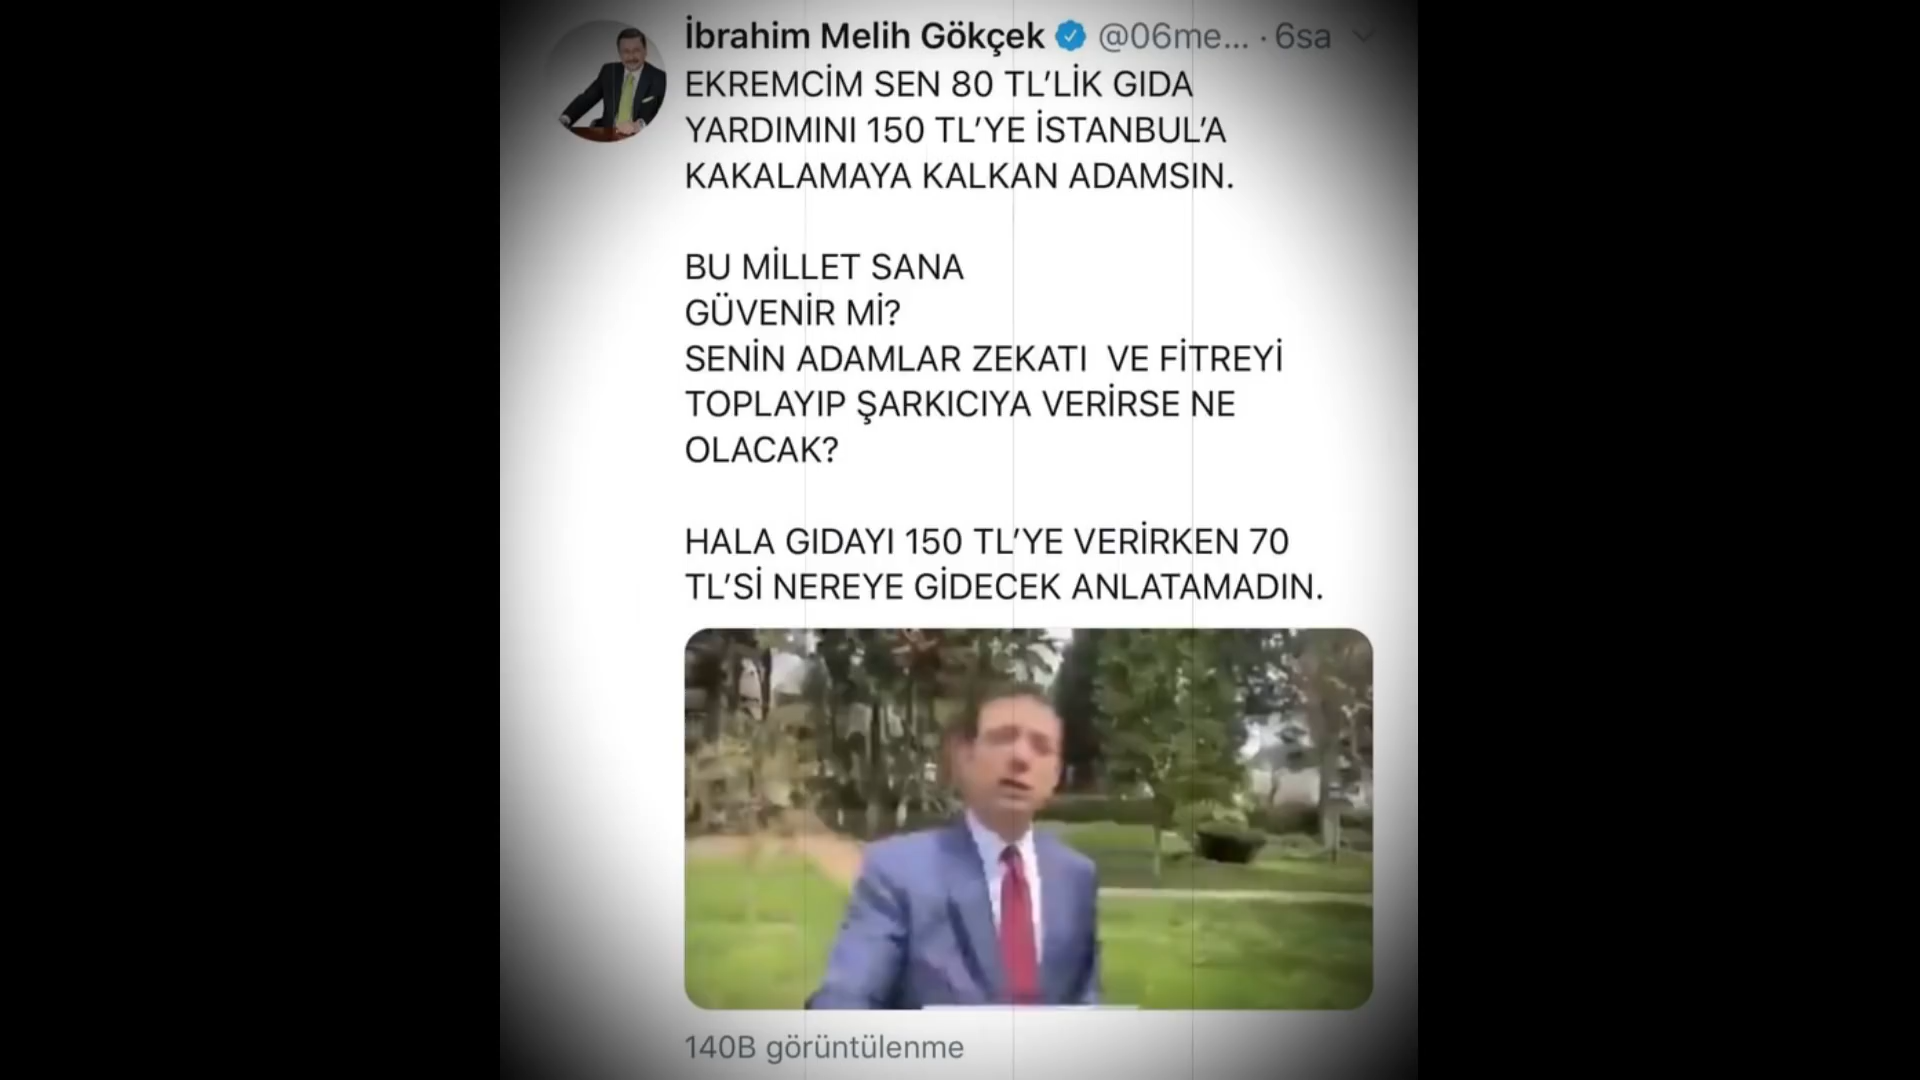 İbrahim Melih Gökçek @06me... · 6sa
EKREMCİM SEN 80 TL’LİK GIDA
YARDIMINI 150 TL’YE İSTANBUL’A
KAKALAMAYA KALKAN ADAMSIN.
BU MİLLET SANA
GÜVENİR Mİ?
SENİN ADAMLAR ZEKATI  VE FİTREYİ
TOPLAYIP ŞARKICIYA VERİRSE NE
OLACAK?
HALA GIDAYI 150 TL’YE VERİRKEN 70
TL’Sİ NEREYE GİDECEK ANLATAMADIN.
140B görüntülenme